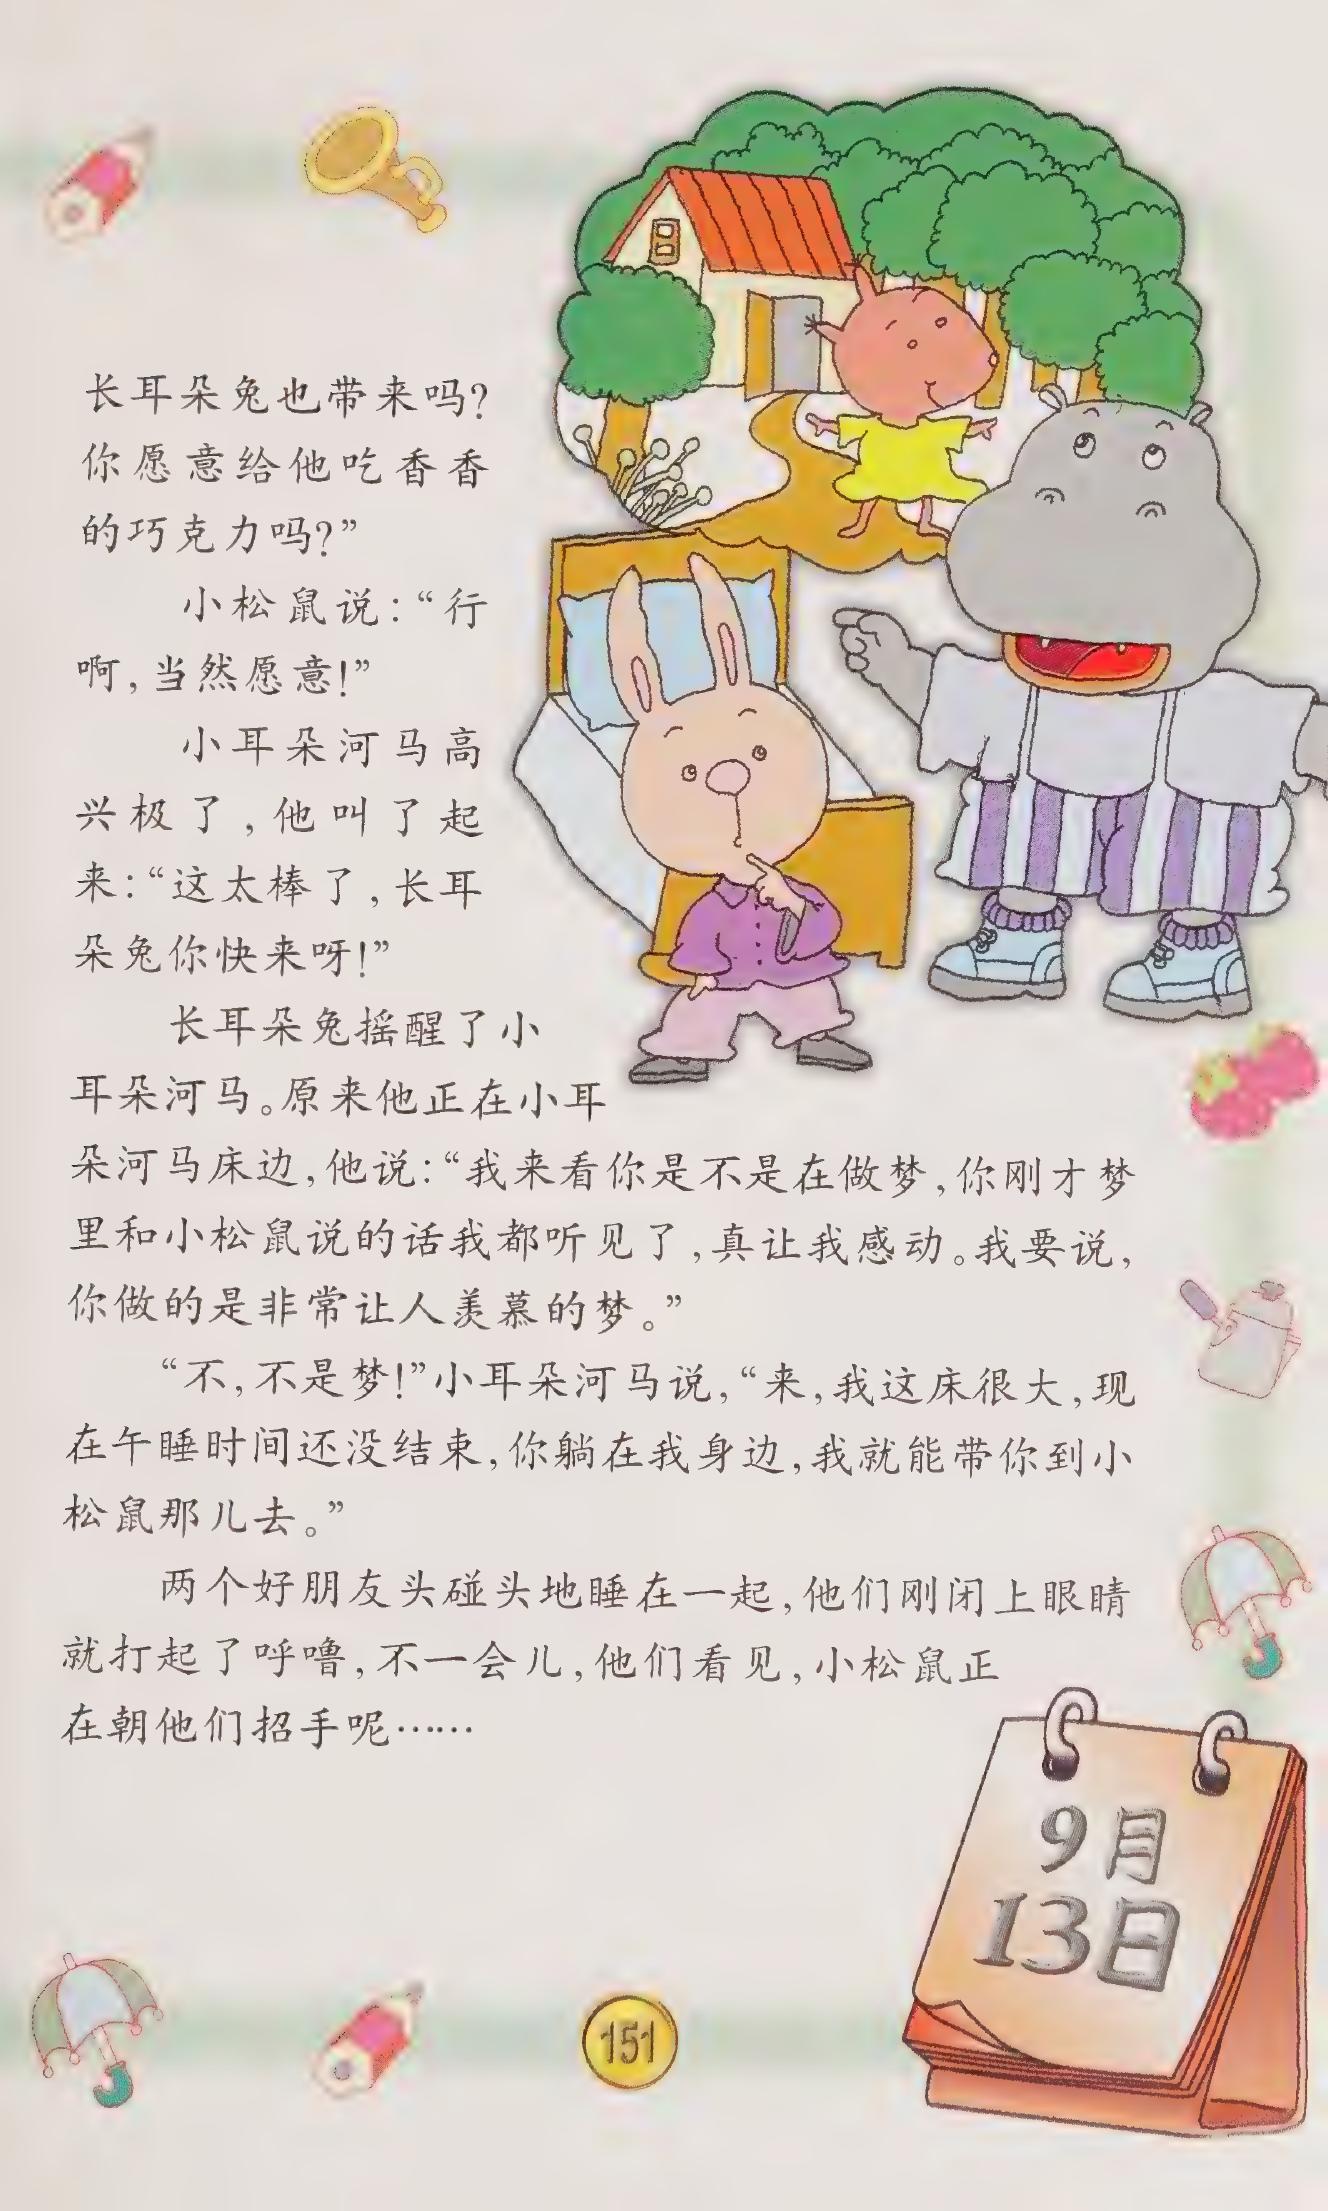 长耳朵兔也带来吗?
你愿意给他吃香香
的巧克力吗?”
小松鼠说:“行
啊,当然愿意!”
小耳朵河马高
兴极了,他叫了起
来:“这太棒了,长耳
朵兔你快来呀!”
长耳朵兔摇醒了小
耳朵河马。原来他正在小耳
朵河马床边,他说:“我来看你是不是在做梦,你刚才梦
里和小松鼠说的话我都听见了,真让我感动。我要说,
你做的是非常让人羡慕的梦。”
“不,不是梦!”小耳朵河马说,“来,我这床很大,现
在午睡时间还没结束,你躺在我身边,我就能带你到小
松鼠那儿去。”
两个好朋友头碰头地睡在一起,他们刚闭上眼睛
就打起了呼噜,不一会儿,他们看见,小松鼠正
在朝他们招手呢……
9月
13日
151